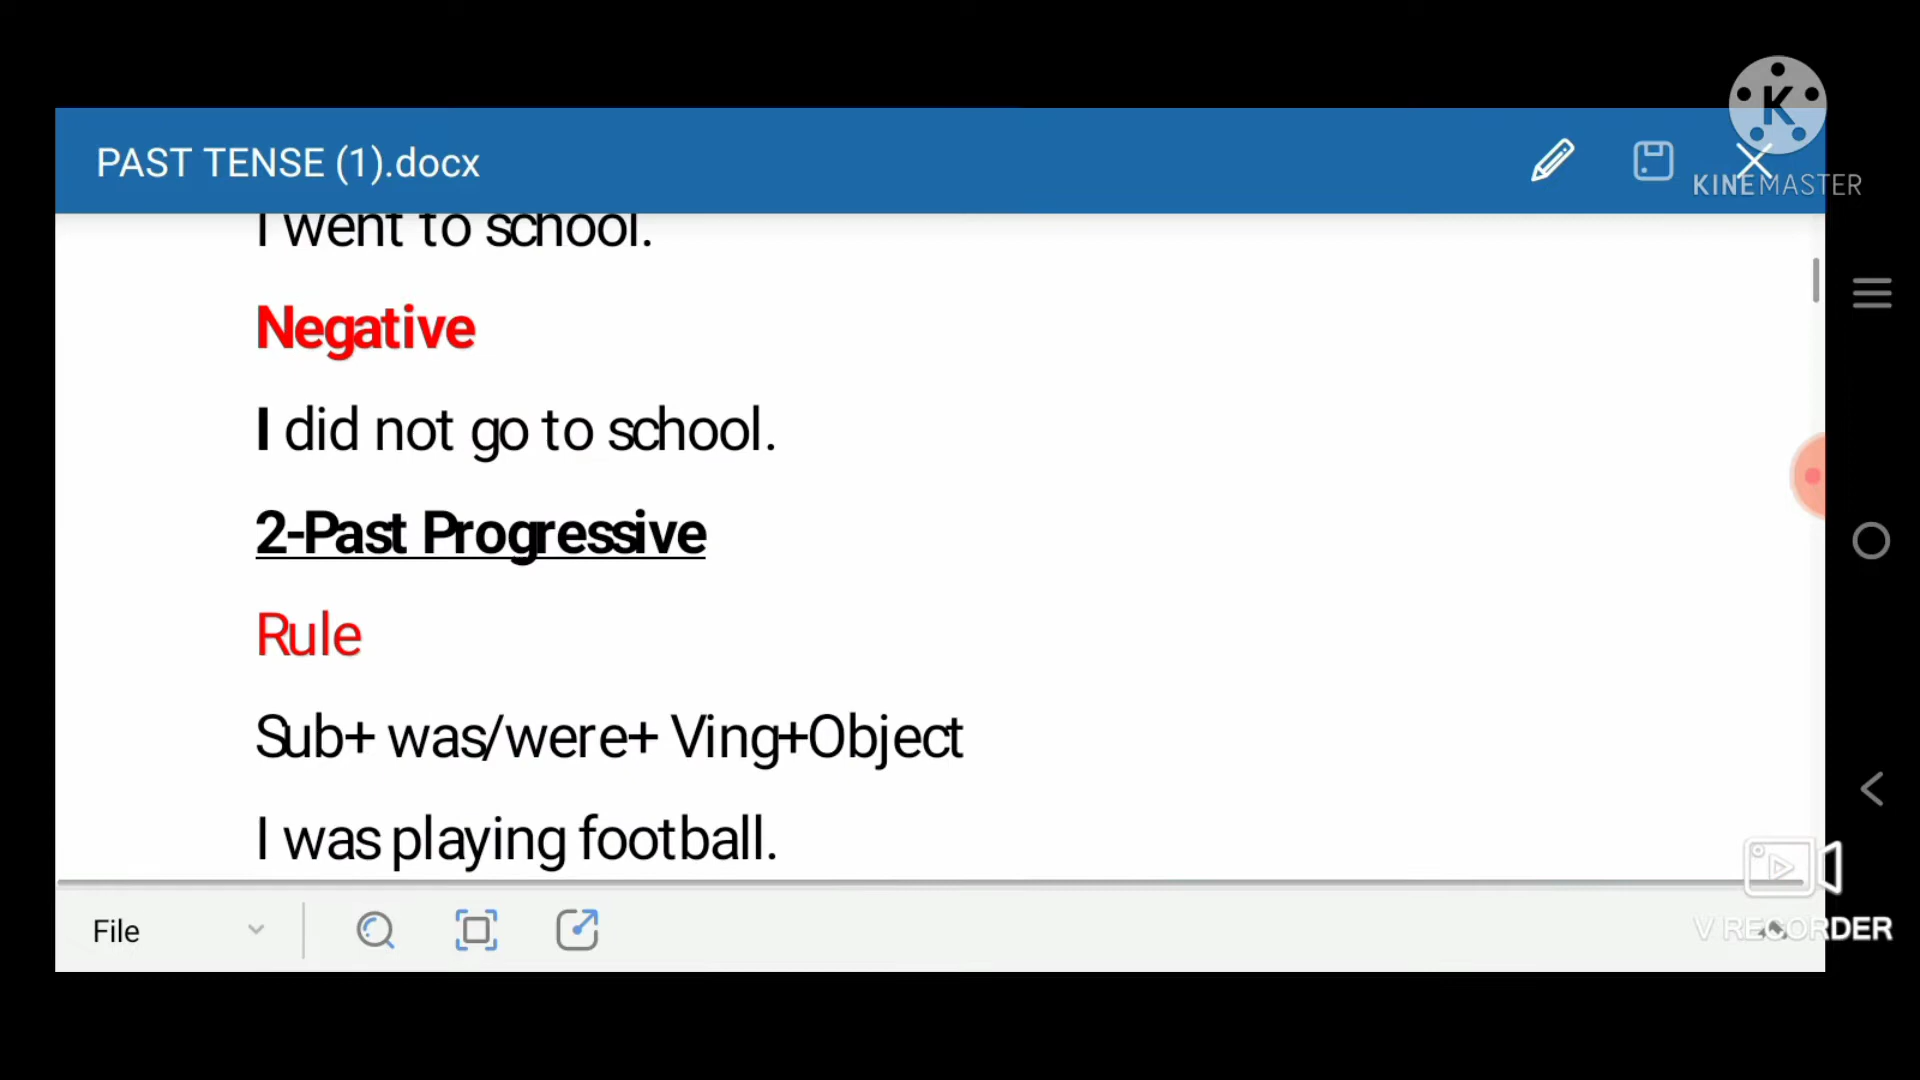 K
KINEMASTER
PAST TENSE (1).docx
I went to school.
Negative
I did not go to school.
2-Past Progressive
Rule
Sub+ was/were+ Ving+Object
I was playing football.
File
V RECORDER